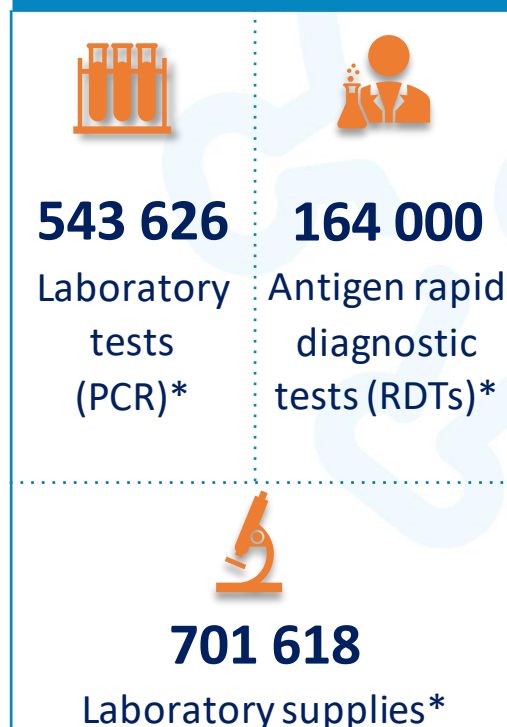 543 626
Laboratory
tests
(PCR)*
164 000
Antigen rapid
diagnostic
tests (RDTs)*
701 618
Laboratory supplies*